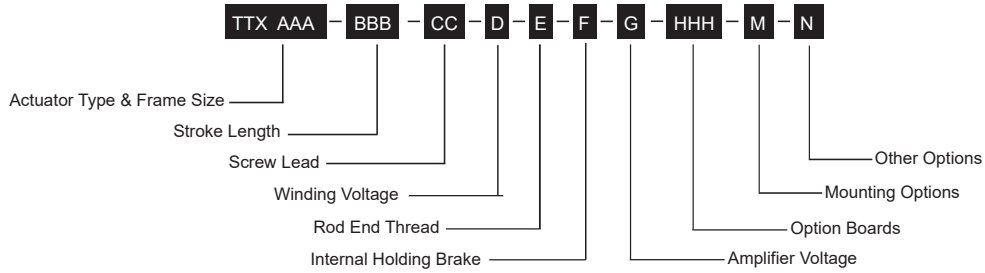 TTX AAA - BBB - CC - D - E - F - G - HHH - M - N
Actuator Type & Frame Size
Stroke Length
Screw Lead
Winding Voltage
Rod End Thread
Internal Holding Brake
Other Options
Mounting Options
Option Boards
Amplifier Voltage